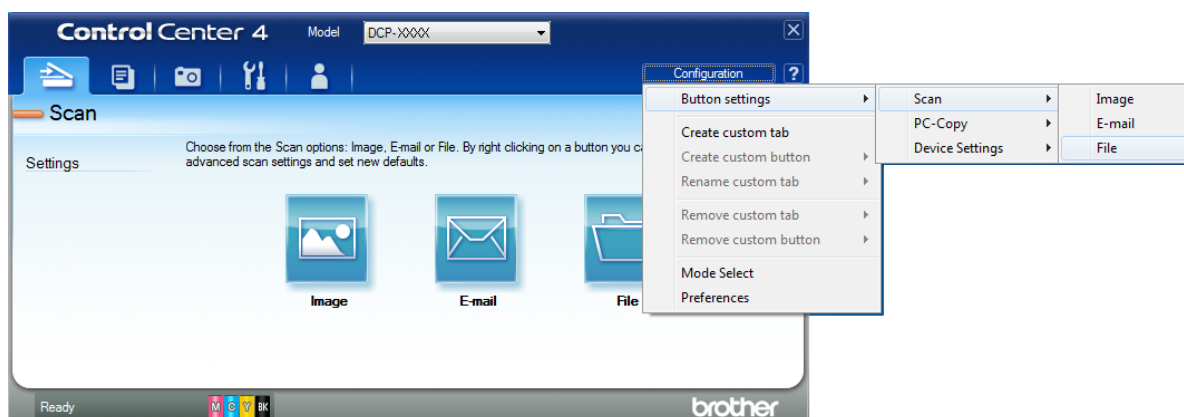 Control Center 4
Model
DCP-XXXX
Configuration
?
Scan
Settings
Choose from the Scan options: Image, E-mail or File. By right clicking on a button you c
advanced scan settings and set new defaults.
Image
E-mail
File
Button settings
Create custom tab
Create custom button
Rename custom tab
Remove custom tab
Remove custom button
Mode Select
Preferences
Scan
PC-Copy
Device Settings
Image
E-mail
File
Ready
M C Y BK
brother